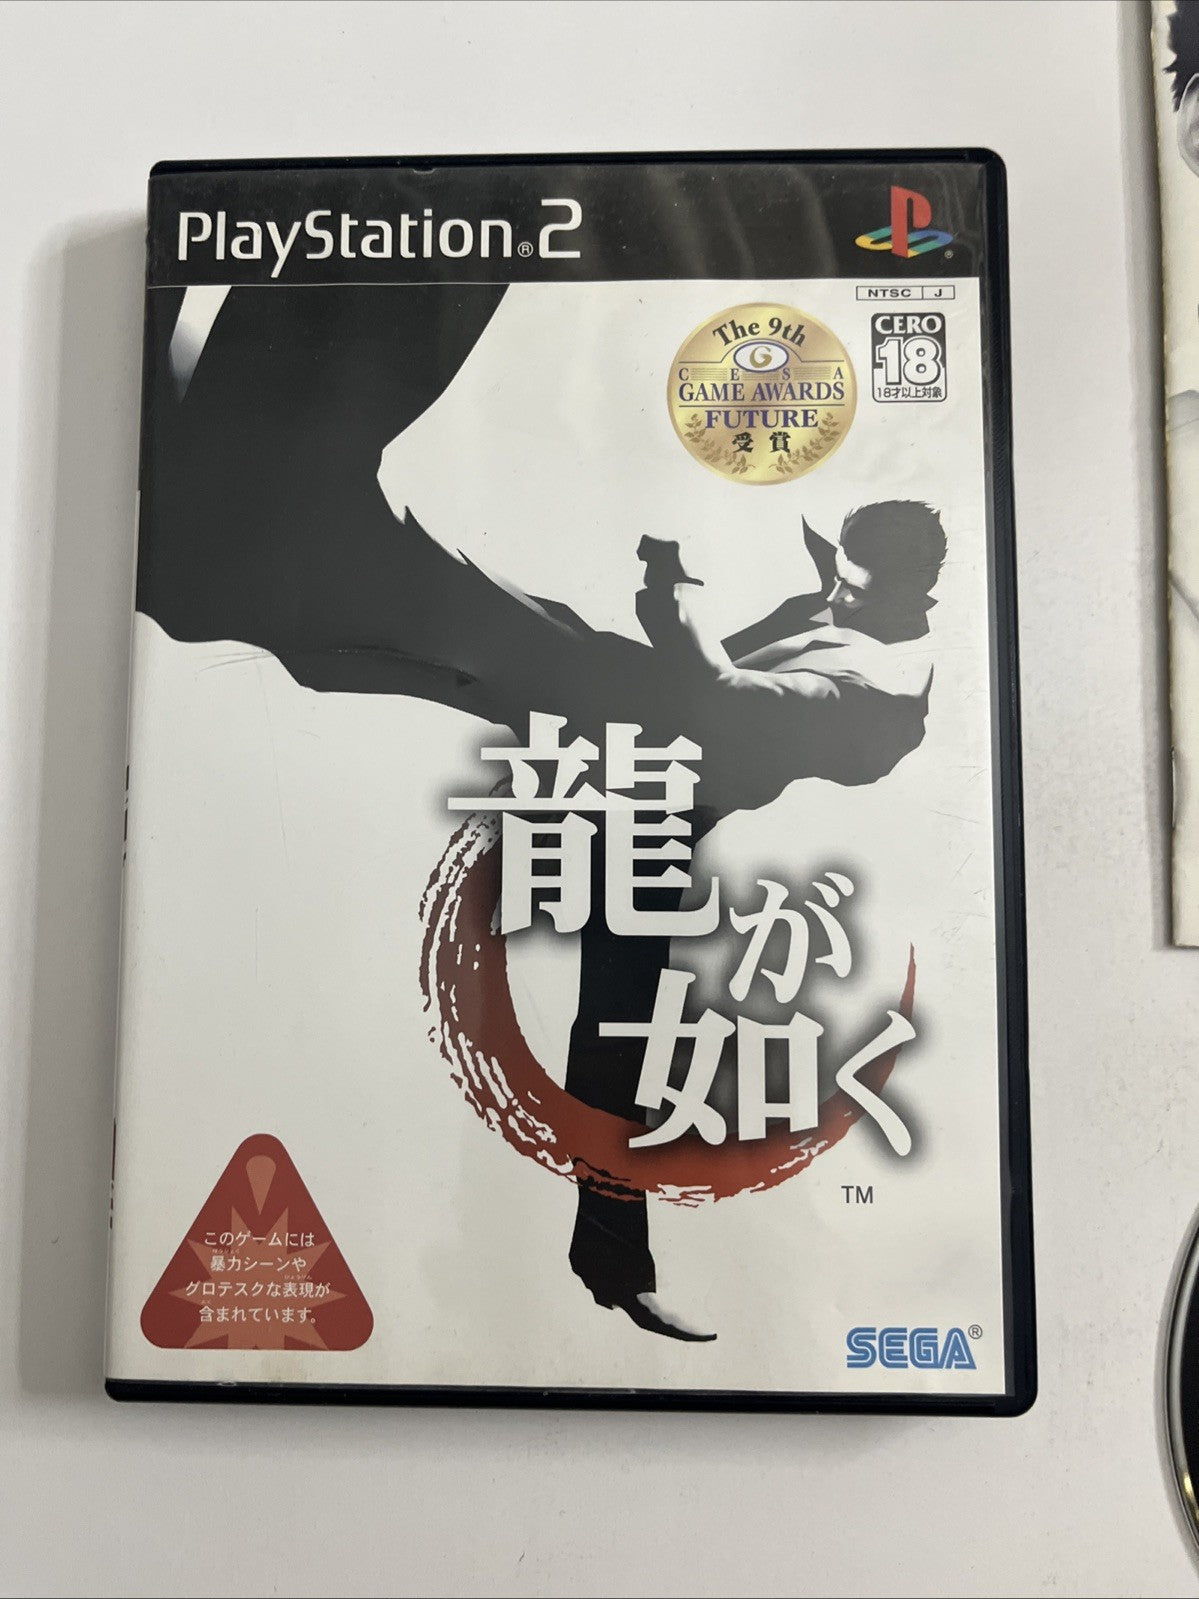 PlayStation®2
NTSC J
The 9th
CESA
GAME AWARDS
FUTURE
受賞
CERO
18
18才以上対象
龍が
如く
TM
このゲームには
暴力シーンや
グロテスクな表現が
含まれています。
SEGA®